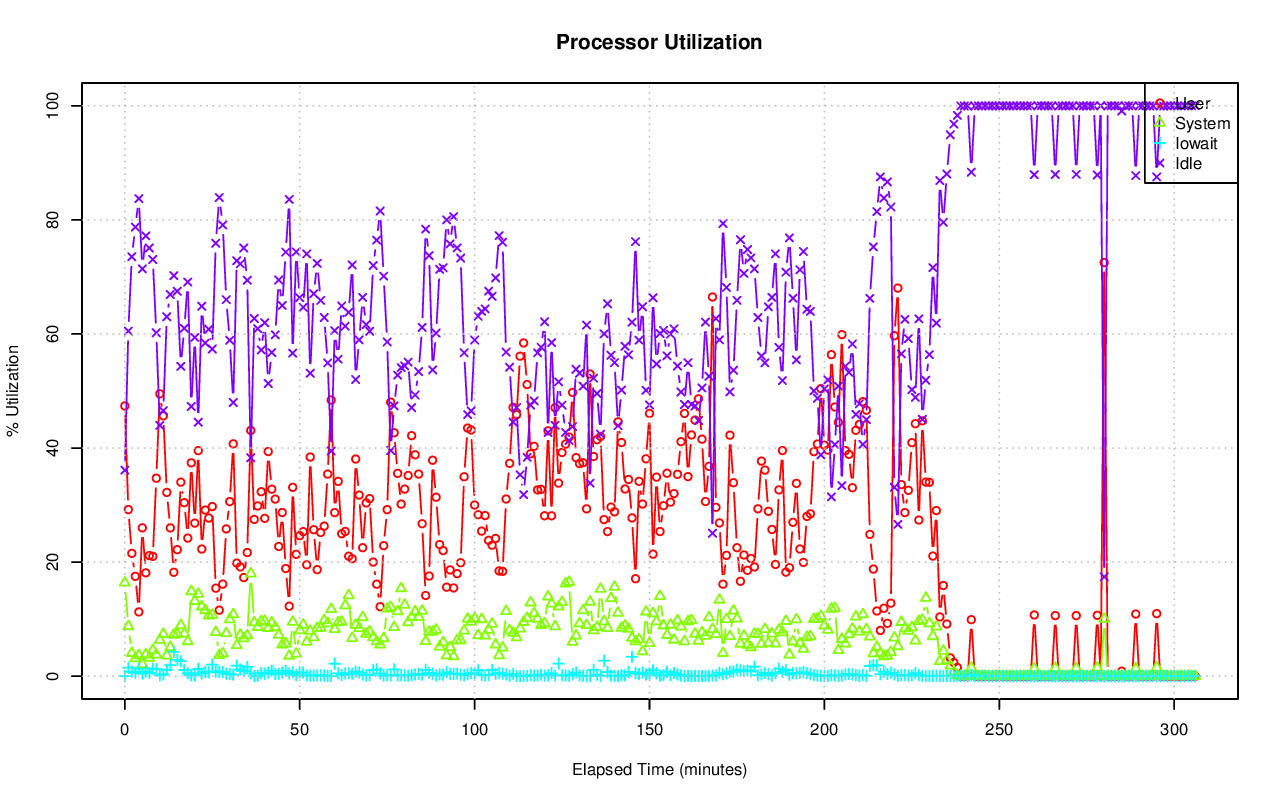 Processor Utilization
% Utilization
100
80
60
40
20
0
User
System
Iowait
Idle
0 50 100 150 200 250 300
Elapsed Time (minutes)